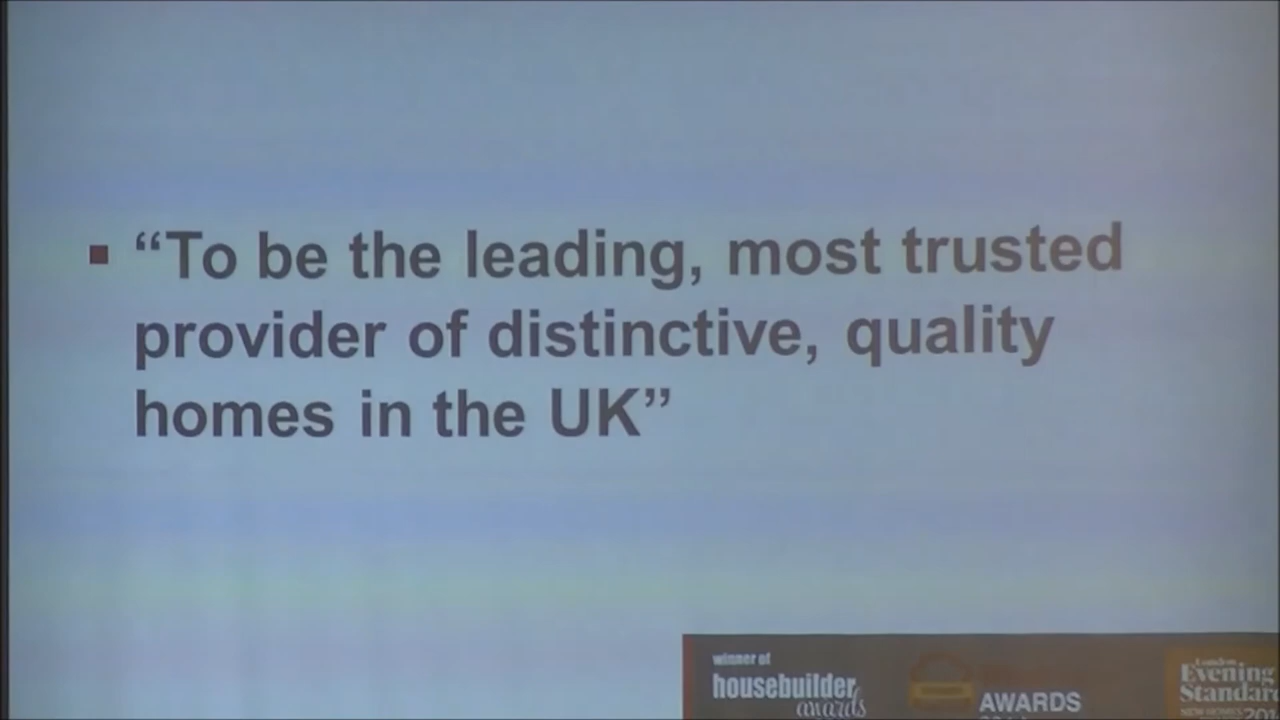 “To be the leading, most trusted
provider of distinctive, quality
homes in the UK”
winner of
housebuilder
awards
AWARDS
London
Evening
Standard
NEW HOMES